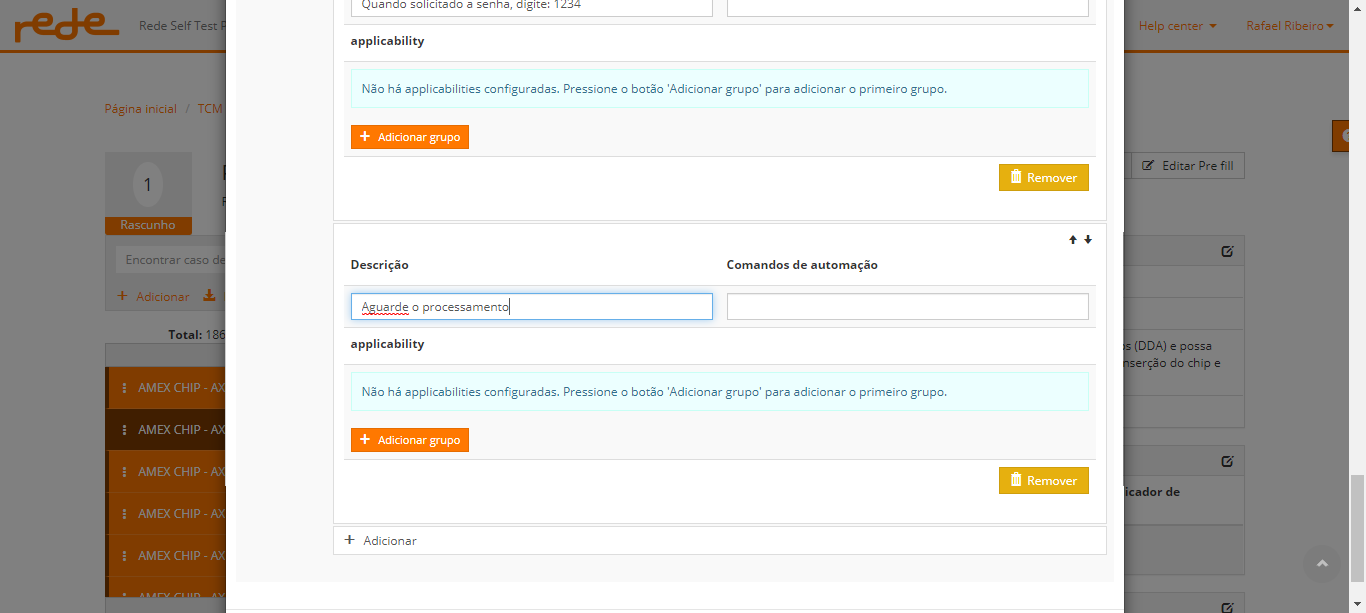 rede
Rede Self Test
Help center
Rafael Ribeiro
Quando solicitado a senha, digite: 1234
applicability
Não há applicabilities configuradas. Pressione o botão 'Adicionar grupo' para adicionar o primeiro grupo.
+ Adicionar grupo
Remover
Página inicial / TCM
1
Rascunho
Editar Pre fill
Encontrar caso de
+ Adicionar
Total: 186
AMEX CHIP - AX
AMEX CHIP - AX
AMEX CHIP - AX
AMEX CHIP - AX
AMEX CHIP - AX
AMEX CHIP - AX
Descrição
Comandos de automação
Aguarde o processamento
applicability
Não há applicabilities configuradas. Pressione o botão 'Adicionar grupo' para adicionar o primeiro grupo.
+ Adicionar grupo
Remover
+ Adicionar
(DDA) e possa
inserção do chip e
de